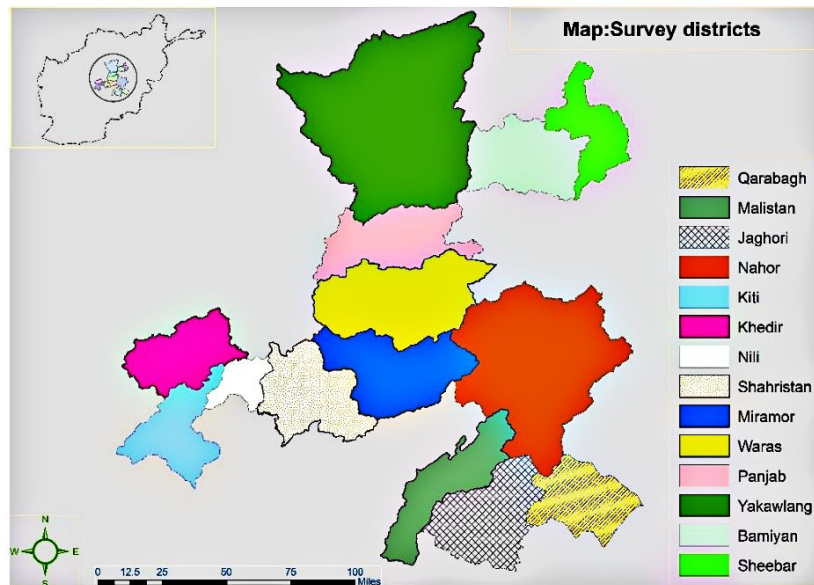 Map:Survey districts
Qarabagh
Malistan
Jaghori
Nahor
Kiti
Khedir
Nili
Shahristan
Miramor
Waras
Panjab
Yakawlang
Bamiyan
Sheebar
N
W E
S
0 12.5 25 50 75 100
Miles